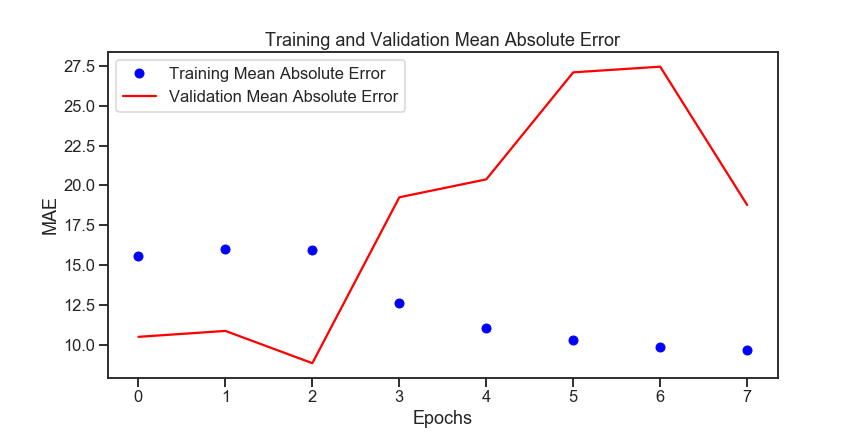 Training and Validation Mean Absolute Error
Training Mean Absolute Error
Validation Mean Absolute Error
27.5
25.0
22.5
20.0
17.5
15.0
12.5
10.0
MAE
0 1 2 3 4 5 6 7
Epochs